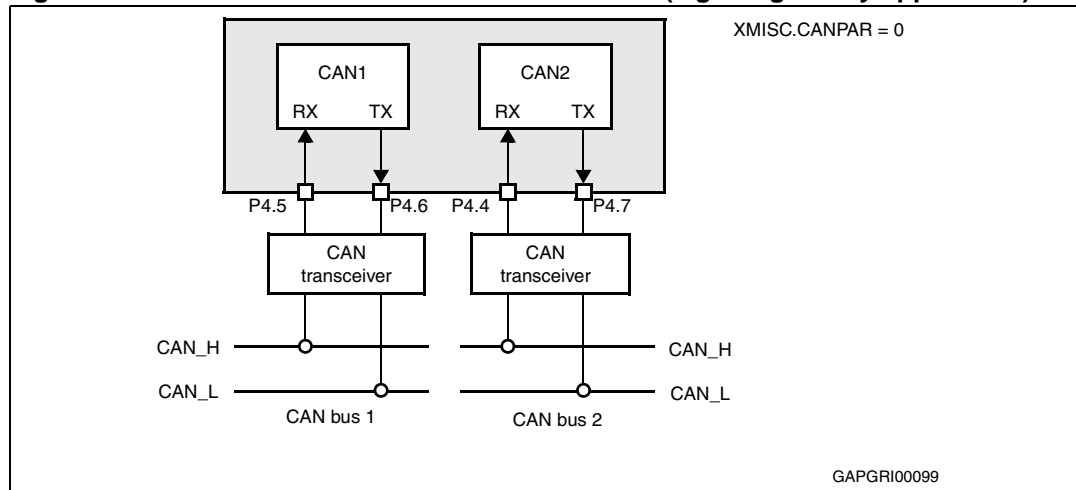 XMISC.CANPAR = 0
CAN1
CAN2
RX TX
RX TX
P4.5
P4.6
P4.4
P4.7
CAN
transceiver
CAN
transceiver
CAN_H
CAN_H
CAN_L
CAN_L
CAN bus 1
CAN bus 2
GAPGRI00099